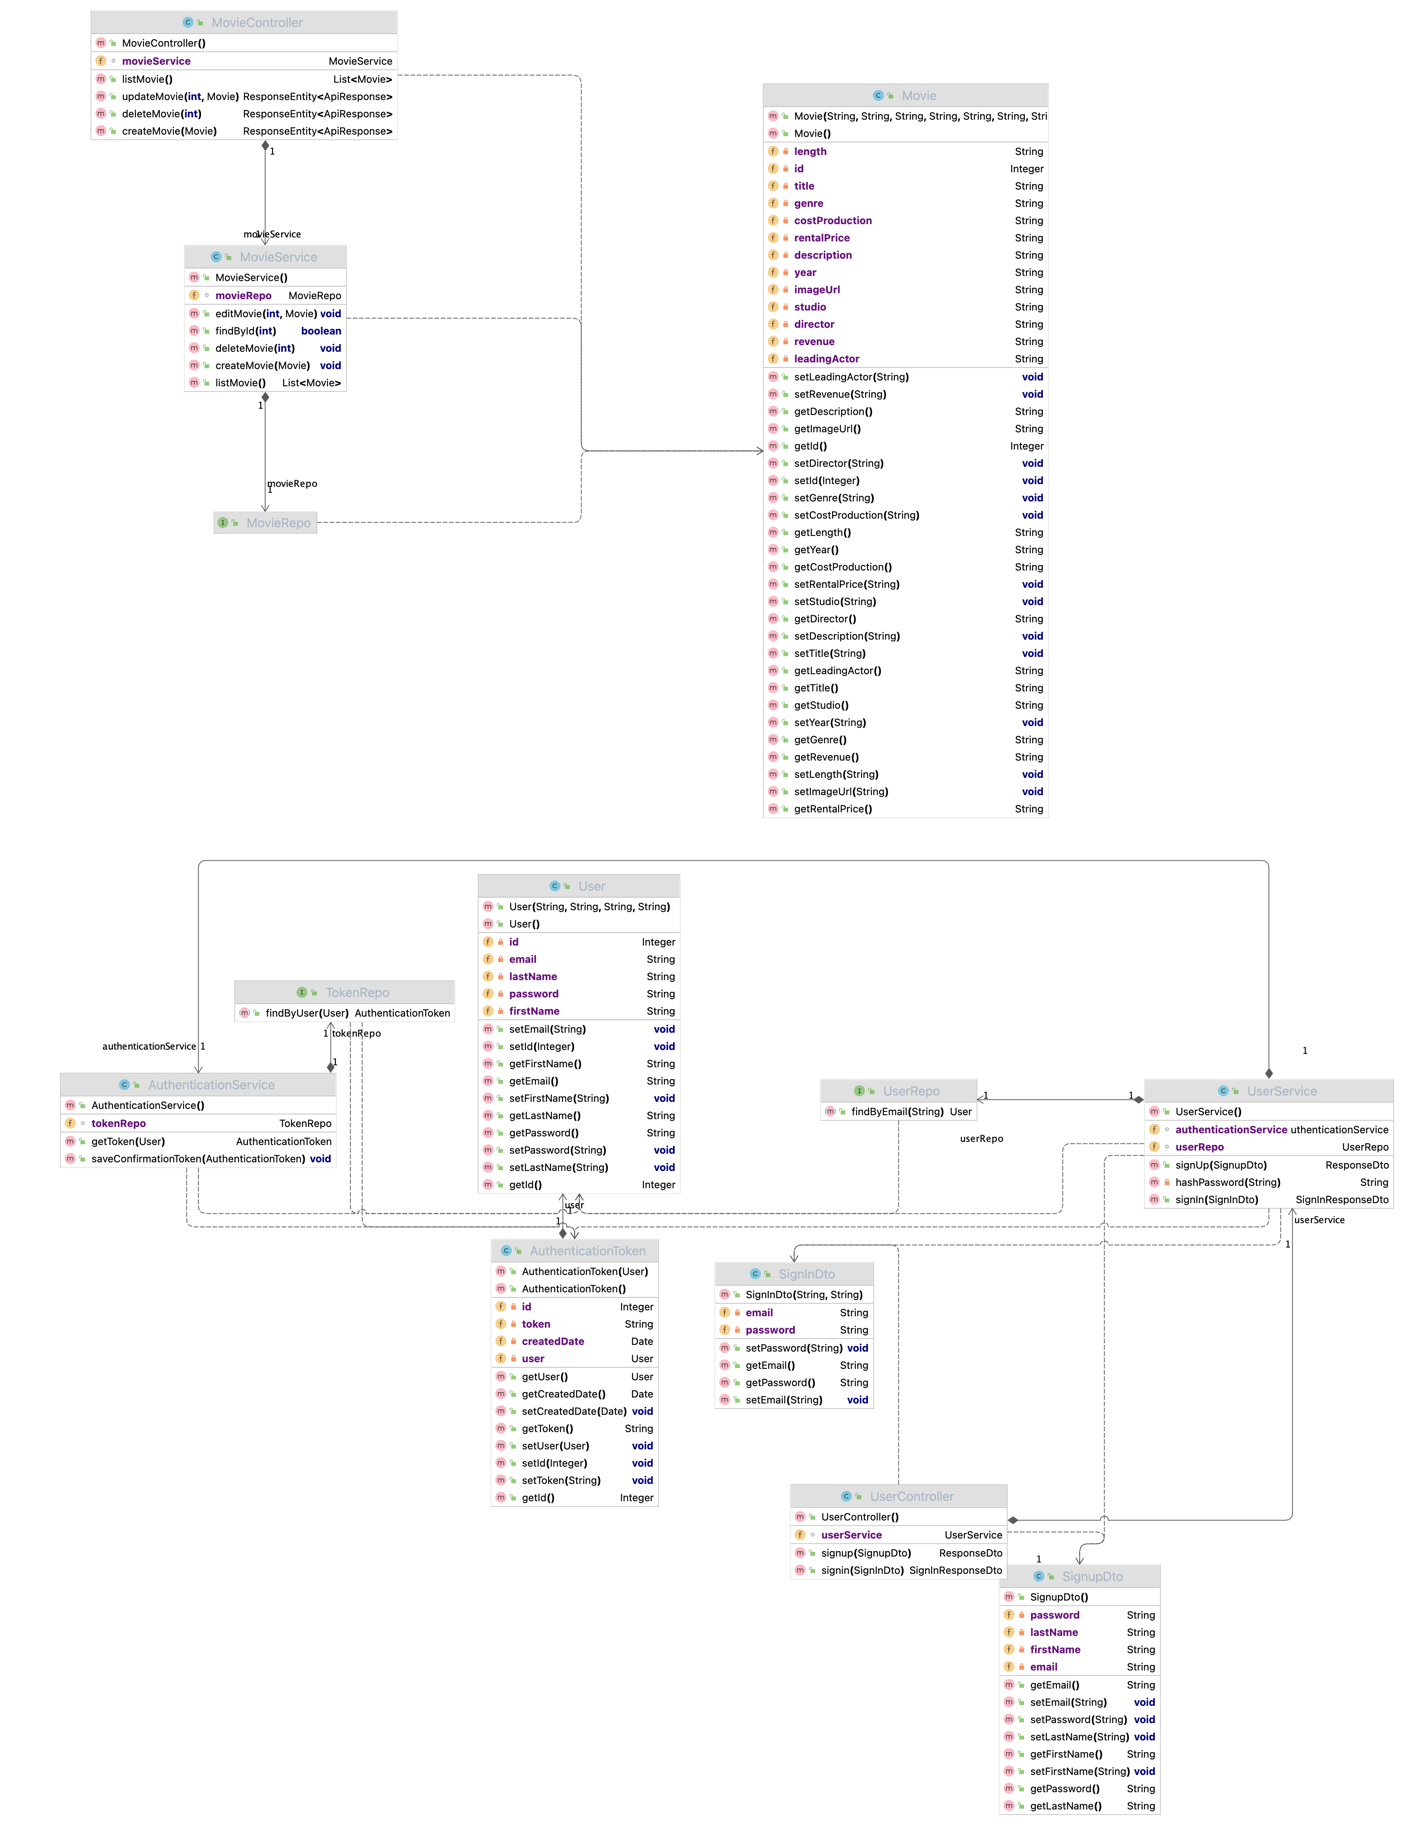 MovieController
MovieController()
movieService MovieService
listMovie() List<Movie>
updateMovie(int, Movie) ResponseEntity<ApiResponse>
deleteMovie(int) ResponseEntity<ApiResponse>
createMovie(Movie) ResponseEntity<ApiResponse>
1
1
movieService
MovieService
MovieService()
movieRepo MovieRepo
editMovie(int, Movie) void
findById(int) boolean
deleteMovie(int) void
createMovie(Movie) void
listMovie() List<Movie>
1
movieRepo
1
MovieRepo
Movie
Movie(String, String, String, String, String, String, Stri
Movie()
length String
id Integer
title String
genre String
costProduction String
rentalPrice String
description String
year String
imageUrl String
studio String
director String
revenue String
leadingActor String
setLeadingActor(String) void
setRevenue(String) void
getDescription() String
getImageUrl() String
getId() Integer
setDirector(String) void
setId(Integer) void
setGenre(String) void
setCostProduction(String) void
getLength() String
getYear() String
getCostProduction() String
setRentalPrice(String) void
setStudio(String) void
getDirector() String
setDescription(String) void
setTitle(String) void
getLeadingActor() String
getTitle() String
getStudio() String
setYear(String) void
getGenre() String
getRevenue() String
setLength(String) void
setImageUrl(String) void
getRentalPrice() String
User
User(String, String, String, String)
User()
id Integer
email String
lastName String
password String
firstName String
setEmail(String) void
setId(Integer) void
getFirstName() String
getEmail() String
setFirstName(String) void
getLastName() String
getPassword() String
setPassword(String) void
setLastName(String) void
getId() Integer
TokenRepo
findByUser(User) AuthenticationToken
1 tokenRepo
1
authenticationService 1
AuthenticationService
AuthenticationService()
tokenRepo TokenRepo
getToken(User) AuthenticationToken
saveConfirmationToken(AuthenticationToken) void
UserRepo
findByEmail(String) User
1
1
userRepo
1
UserService
UserService()
authenticationService uthenticationService
userRepo UserRepo
signUp(SignupDto) ResponseDto
hashPassword(String) String
signIn(SignInDto) SignInResponseDto
userService
1
user
1
1
AuthenticationToken
AuthenticationToken(User)
AuthenticationToken()
id Integer
token String
createdDate Date
user User
getUser() User
getCreatedDate() Date
setCreatedDate(Date) void
getToken() String
setUser(User) void
setId(Integer) void
setToken(String) void
getId() Integer
SignInDto
SignInDto(String, String)
email String
password String
setPassword(String) void
getEmail() String
getPassword() String
setEmail(String) void
UserController
UserController()
userService UserService
signup(SignupDto) ResponseDto
signin(SignInDto) SignInResponseDto
1
SignupDto
SignupDto()
password String
lastName String
firstName String
email String
getEmail() String
setEmail(String) void
setPassword(String) void
setLastName(String) void
getFirstName() String
setFirstName(String) void
getPassword() String
getLastName() String